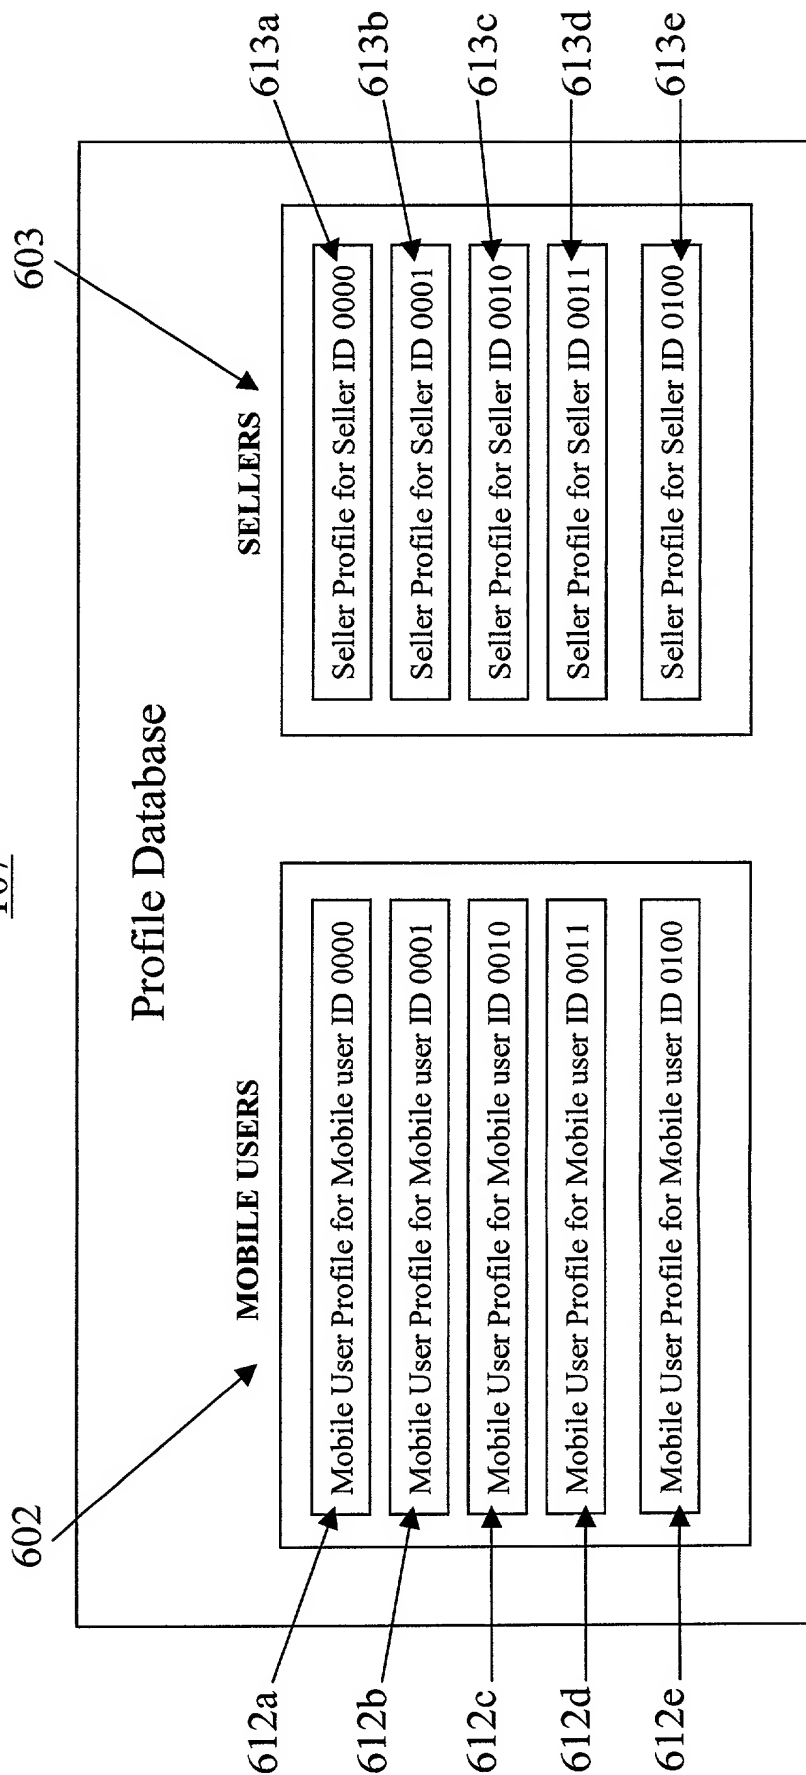 602
603
Profile Database
MOBILE USERS
SELLERS
612a
Mobile User Profile for Mobile user ID 0000
Seller Profile for Seller ID 0000
613a
612b
Mobile User Profile for Mobile user ID 0001
Seller Profile for Seller ID 0001
613b
612c
Mobile User Profile for Mobile user ID 0010
Seller Profile for Seller ID 0010
613c
612d
Mobile User Profile for Mobile user ID 0011
Seller Profile for Seller ID 0011
613d
612e
Mobile User Profile for Mobile user ID 0100
Seller Profile for Seller ID 0100
613e